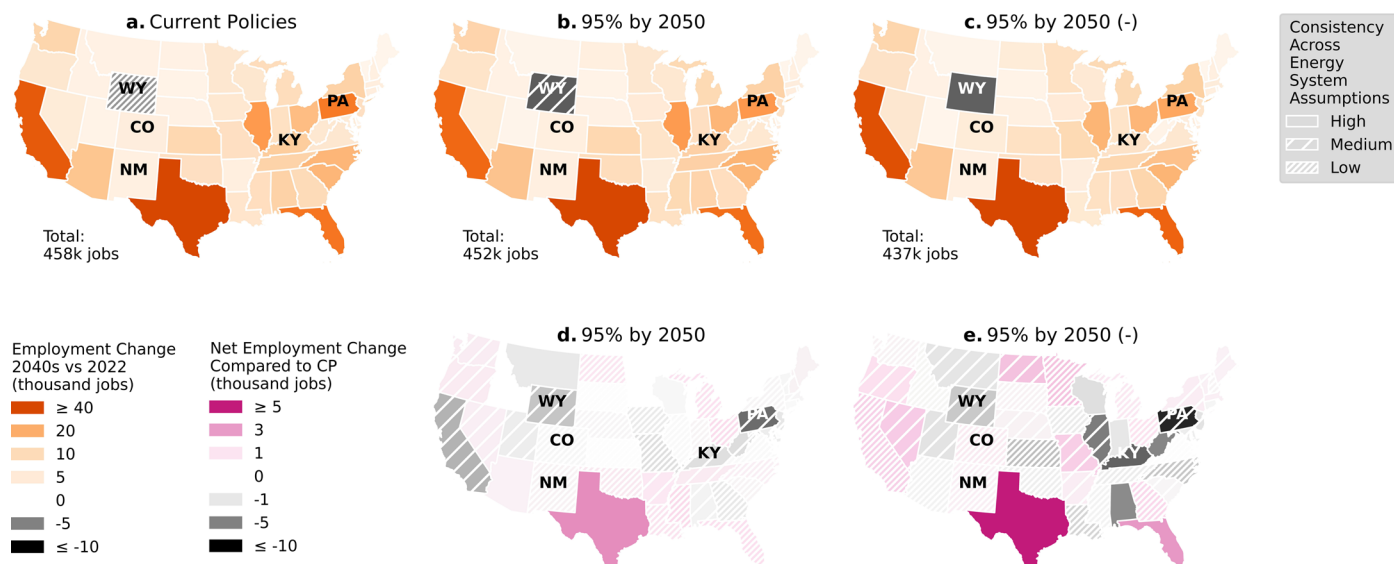 a. Current Policies
b. 95% by 2050
c. 95% by 2050 (-)
Consistency
Across
Energy
System
Assumptions
High
Medium
Low
WY
PA
CO
KY
NM
Total:
458k jobs
WY
PA
CO
KY
NM
Total:
452k jobs
WY
PA
CO
KY
NM
Total:
437k jobs
Employment Change
2040s vs 2022
(thousand jobs)
≥ 40
20
10
5
0
-5
≤ -10
Net Employment Change
Compared to CP
(thousand jobs)
≥ 5
3
1
0
-1
-5
≤ -10
d. 95% by 2050
WY
PA
CO
KY
NM
e. 95% by 2050 (-)
WY
PA
CO
KY
NM